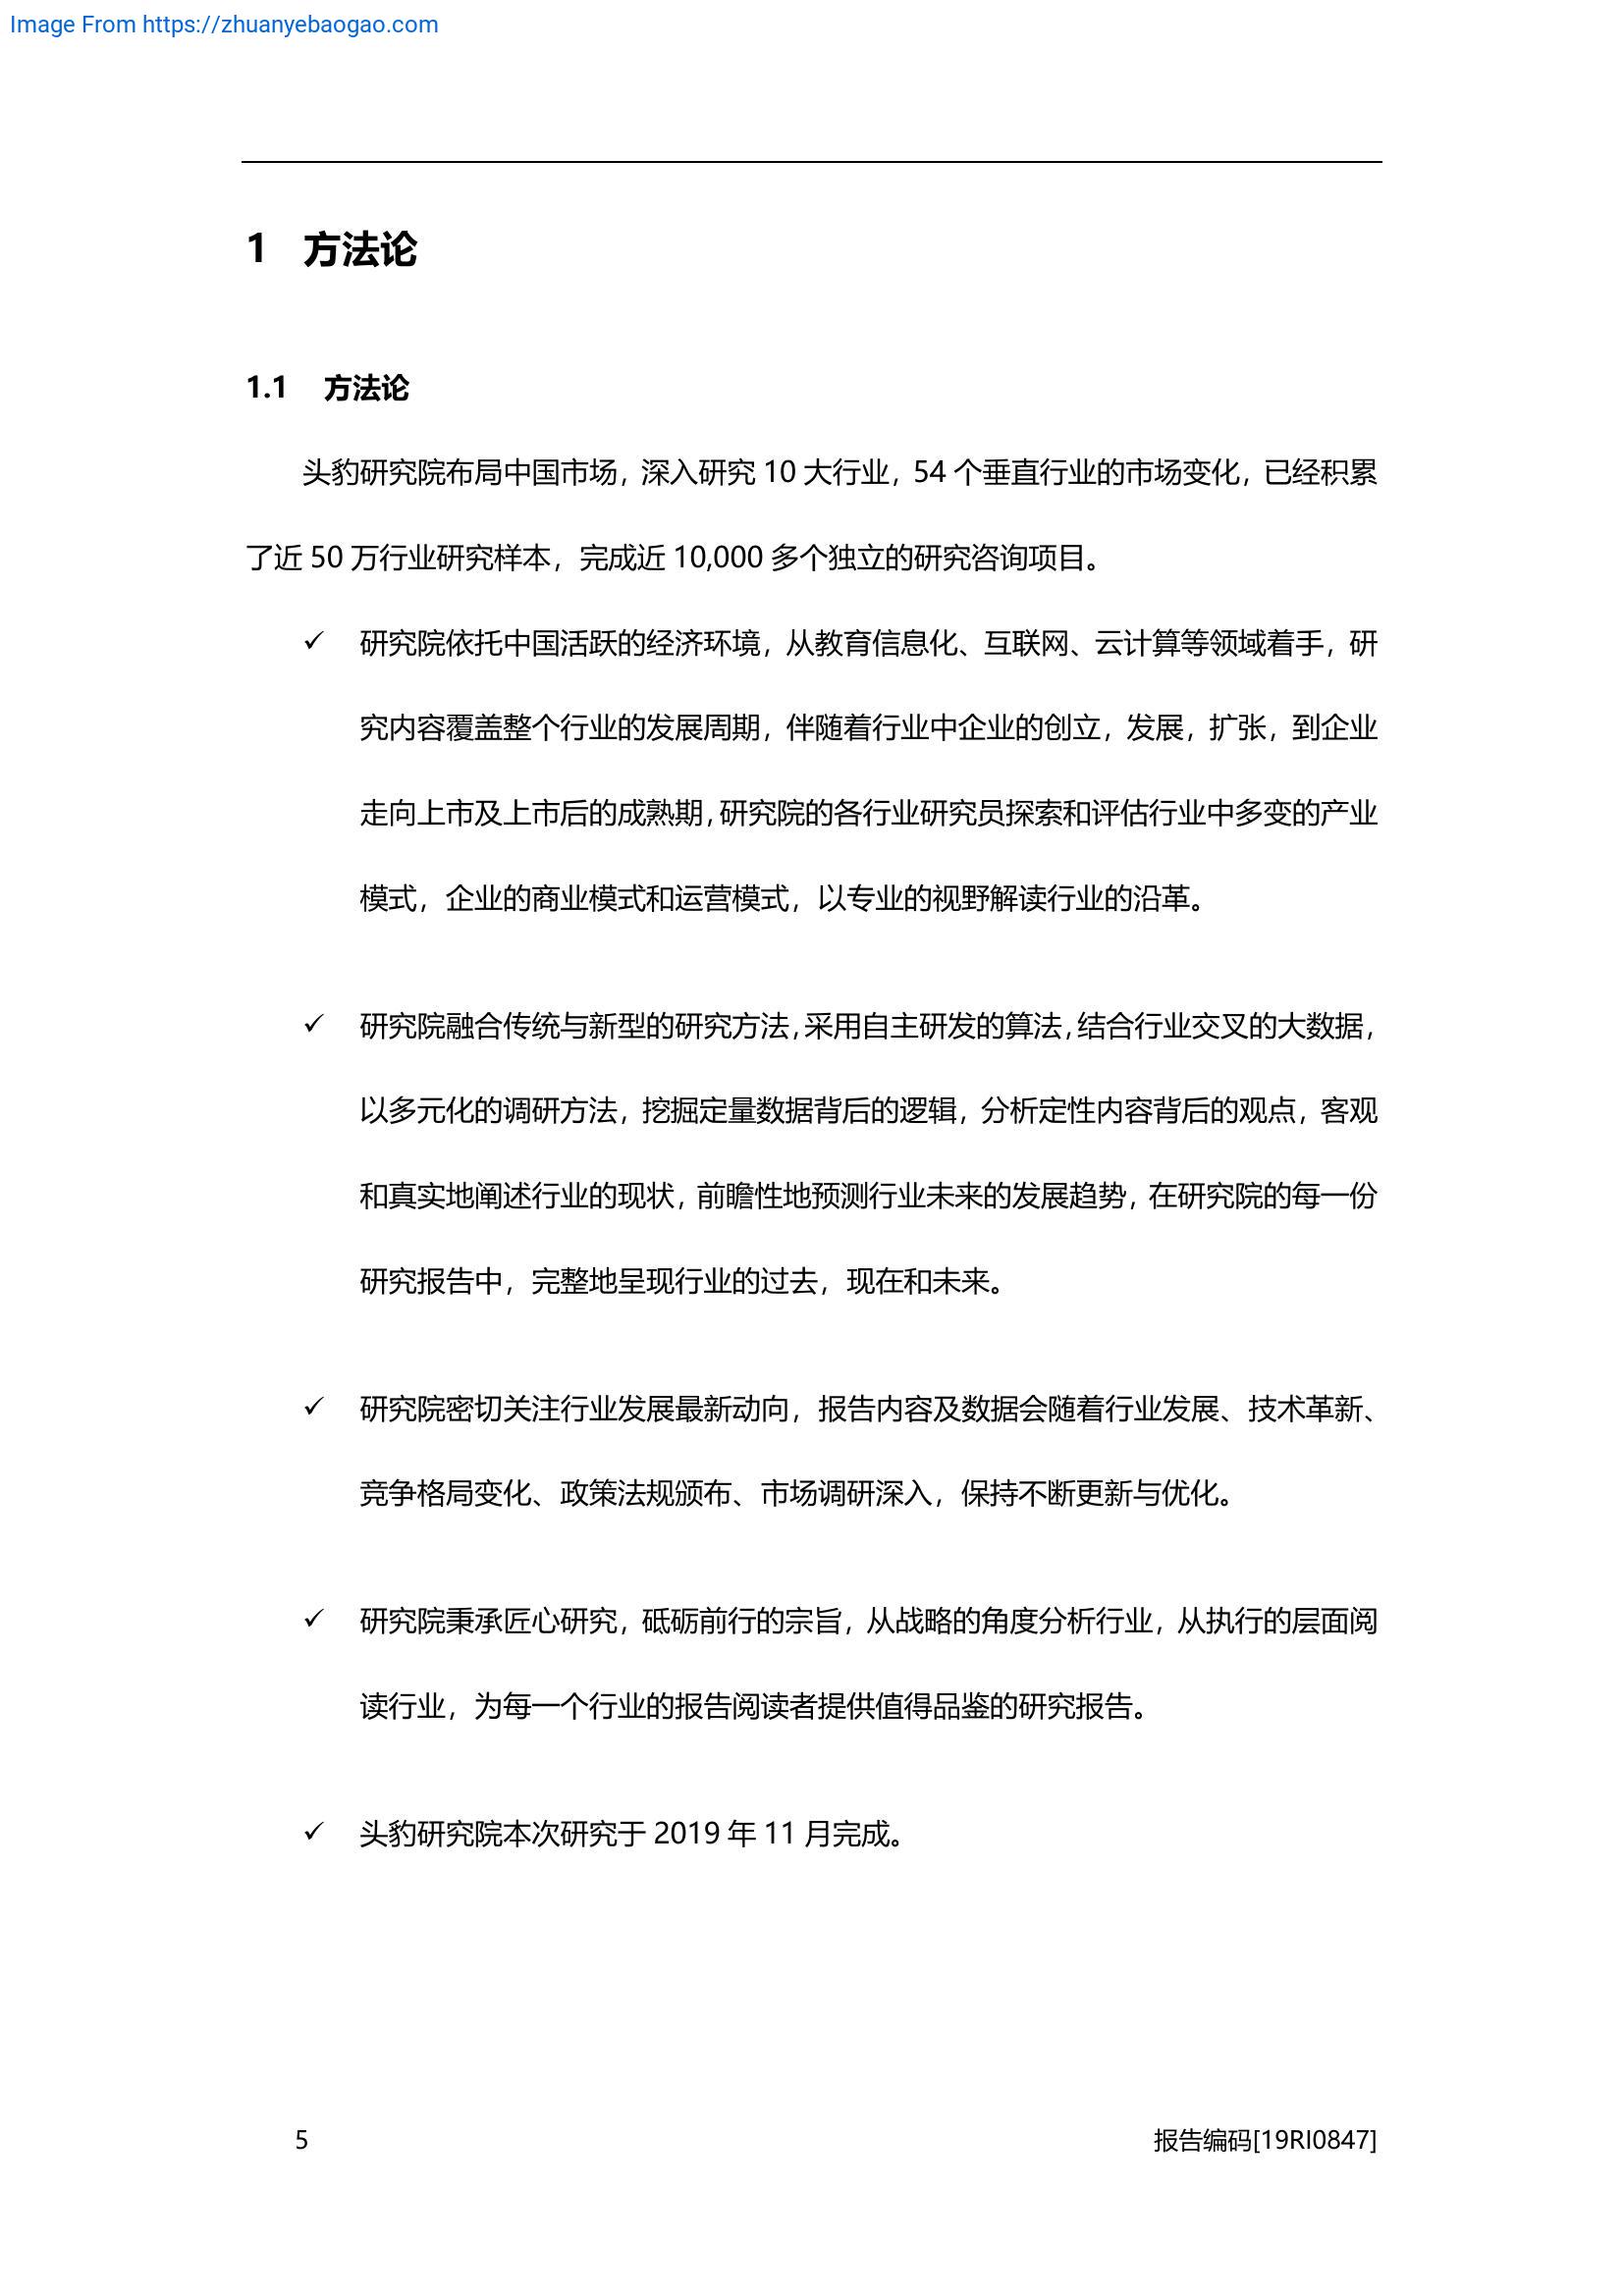 Image From https://zhuanyebaogao.com
1 方法论
1.1 方法论
头豹研究院布局中国市场，深入研究 10 大行业，54 个垂直行业的市场变化，已经积累
了近 50 万行业研究样本，完成近 10,000 多个独立的研究咨询项目。
✓ 研究院依托中国活跃的经济环境，从教育信息化、互联网、云计算等领域着手，研
究内容覆盖整个行业的发展周期，伴随着行业中企业的创立，发展，扩张，到企业
走向上市及上市后的成熟期，研究院的各行业研究员探索和评估行业中多变的产业
模式，企业的商业模式和运营模式，以专业的视野解读行业的沿革。
✓ 研究院融合传统与新型的研究方法，采用自主研发的算法，结合行业交叉的大数据，
以多元化的调研方法，挖掘定量数据背后的逻辑，分析定性内容背后的观点，客观
和真实地阐述行业的现状，前瞻性地预测行业未来的发展趋势，在研究院的每一份
研究报告中，完整地呈现行业的过去，现在和未来。
✓ 研究院密切关注行业发展最新动向，报告内容及数据会随着行业发展、技术革新、
竞争格局变化、政策法规颁布、市场调研深入，保持不断更新与优化。
✓ 研究院秉承匠心研究，砥砺前行的宗旨，从战略的角度分析行业，从执行的层面阅
读行业，为每一个行业的报告阅读者提供值得品鉴的研究报告。
✓ 头豹研究院本次研究于 2019 年 11 月完成。
5 报告编码[19RI0847]